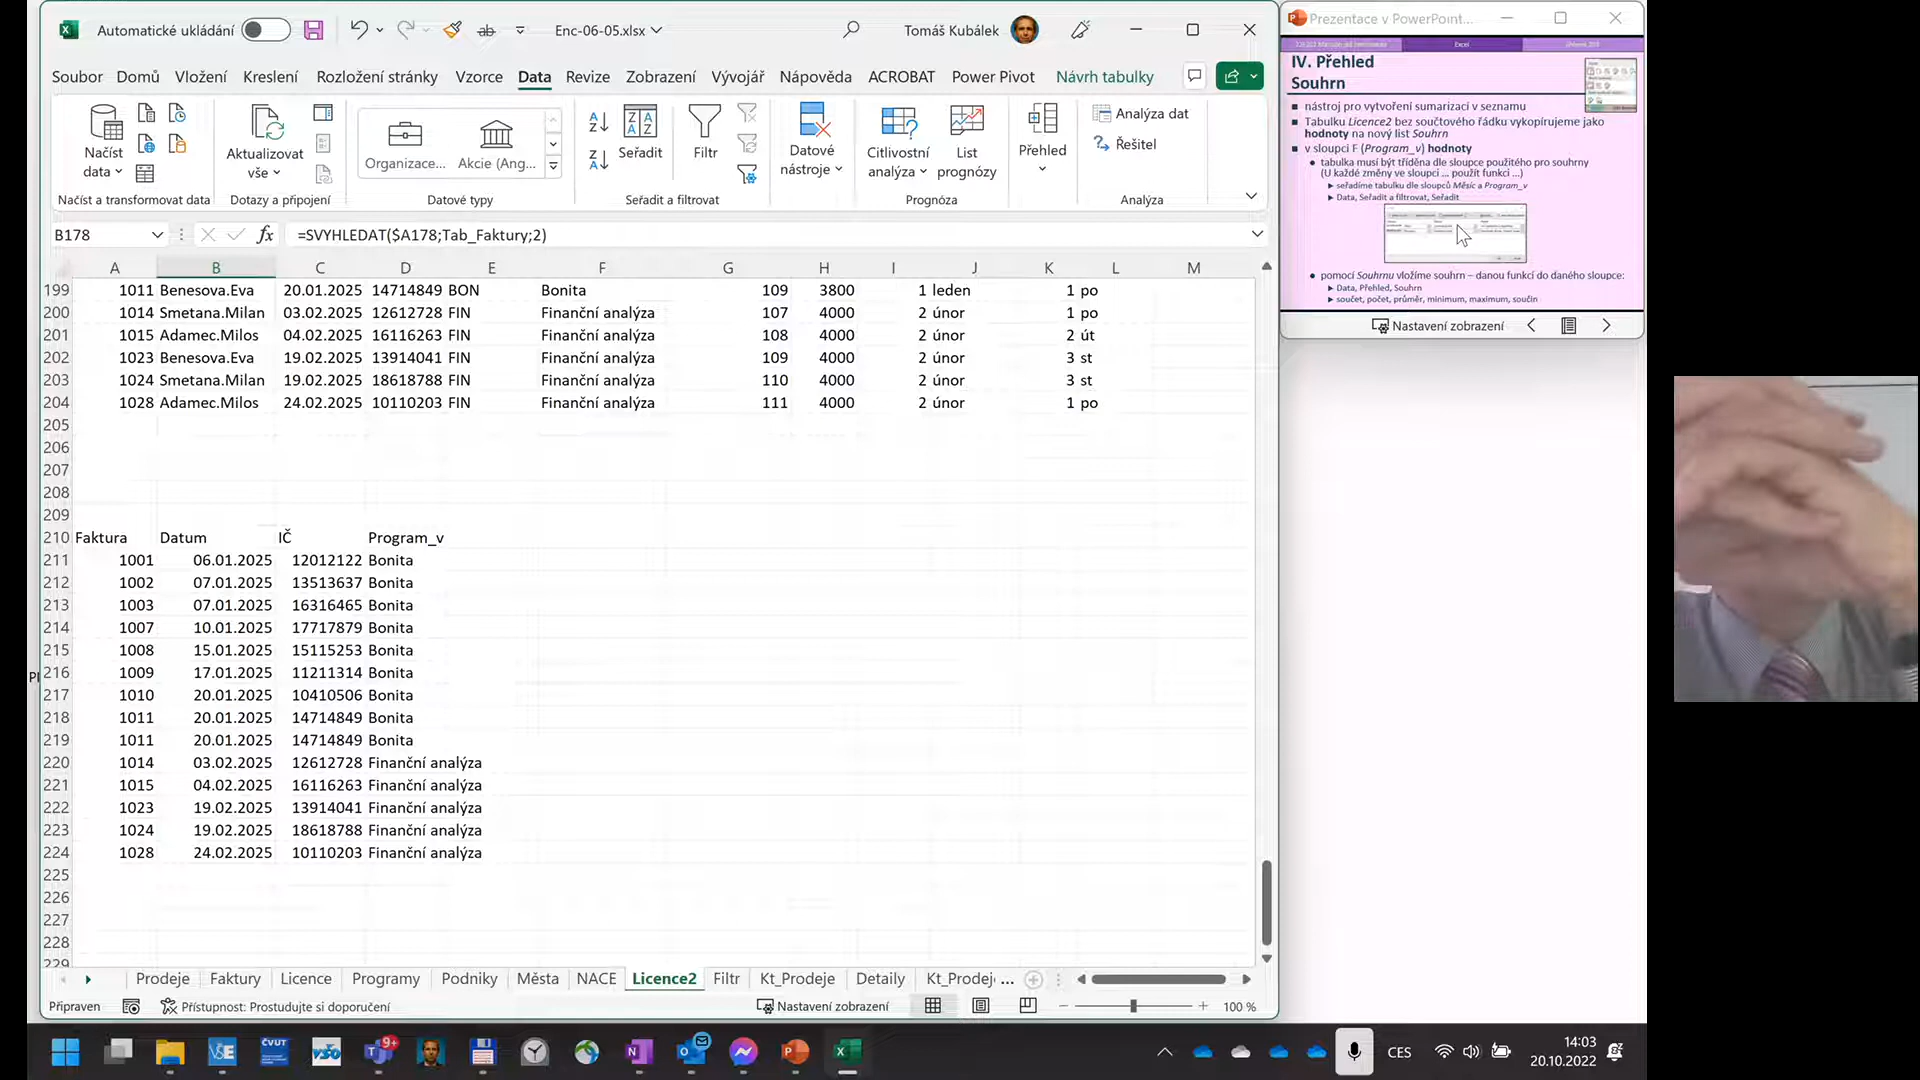 Automatické ukládání
Enc-06-05.xlsx
Tomáš Kubálek
Soubor Domů Vložení Kreslení Rozložení stránky Vzorce Data Revize Zobrazení Vývojář Nápověda ACROBAT Power Pivot Návrh tabulky
Načíst data
Aktualizovat vše
Organizace... Akcie (Ang...
Seřadit
Filtr
Datové nástroje
Citlivostní analýza
List prognózy
Přehled
Analýza dat
Řešitel
Načíst a transformovat data Dotazy a připojení Datové typy Seřadit a filtrovat Prognóza Analýza
B178 fx =SVYHLEDAT($A178;Tab_Faktury;2)
A B C D E F G H I J K L M
199 1011 Benesova.Eva 20.01.2025 14714849 BON Bonita 109 3800 1 leden 1 po
200 1014 Smetana.Milan 03.02.2025 12612728 FIN Finanční analýza 107 4000 2 únor 1 po
201 1015 Adamec.Milos 04.02.2025 16116263 FIN Finanční analýza 108 4000 2 únor 2 út
202 1023 Benesova.Eva 19.02.2025 13914041 FIN Finanční analýza 109 4000 2 únor 3 st
203 1024 Smetana.Milan 19.02.2025 18618788 FIN Finanční analýza 110 4000 2 únor 3 st
204 1028 Adamec.Milos 24.02.2025 10110203 FIN Finanční analýza 111 4000 2 únor 1 po
205
206
207
208
209
210 Faktura Datum IČ Program_v
211 1001 06.01.2025 12012122 Bonita
212 1002 07.01.2025 13513637 Bonita
213 1003 07.01.2025 16316465 Bonita
214 1007 10.01.2025 17717879 Bonita
215 1008 15.01.2025 15115253 Bonita
216 1009 17.01.2025 11211314 Bonita
217 1010 20.01.2025 10410506 Bonita
218 1011 20.01.2025 14714849 Bonita
219 1011 20.01.2025 14714849 Bonita
220 1014 03.02.2025 12612728 Finanční analýza
221 1015 04.02.2025 16116263 Finanční analýza
222 1023 19.02.2025 13914041 Finanční analýza
223 1024 19.02.2025 18618788 Finanční analýza
224 1028 24.02.2025 10110203 Finanční analýza
225
226
227
228
229
Prodeje Faktury Licence Programy Podniky Města NACE Licence2 Filtr Kt_Prodeje Detaily Kt_Prodej ...
Připraven Přístupnost: Prostudujte si doporučení Nastavení zobrazení 100 %
Prezentace v PowerPoint...
Excel
IV. Přehled
Souhrn
nástroj pro vytvoření sumarizací v seznamu
Tabulku Licence2 bez součtového řádku vykopírujeme jako
hodnoty na nový list Souhrn
v sloupci F (Program_v) hodnoty
tabulka musí být tříděna dle sloupce použitého pro souhrny
(U každé změny ve sloupci ... použít funkci ...)
seřadíme tabulku dle sloupců Měsíc a Program_v
Data, Seřadit a filtrovat, Seřadit
pomocí Souhrnu vložíme souhrn – danou funkcí do daného sloupce:
Data, Přehled, Souhrn
součet, počet, průměr, minimum, maximum, součin
Nastavení zobrazení
VŠE ČVUT všo 9+
CES
14:03
20.10.2022